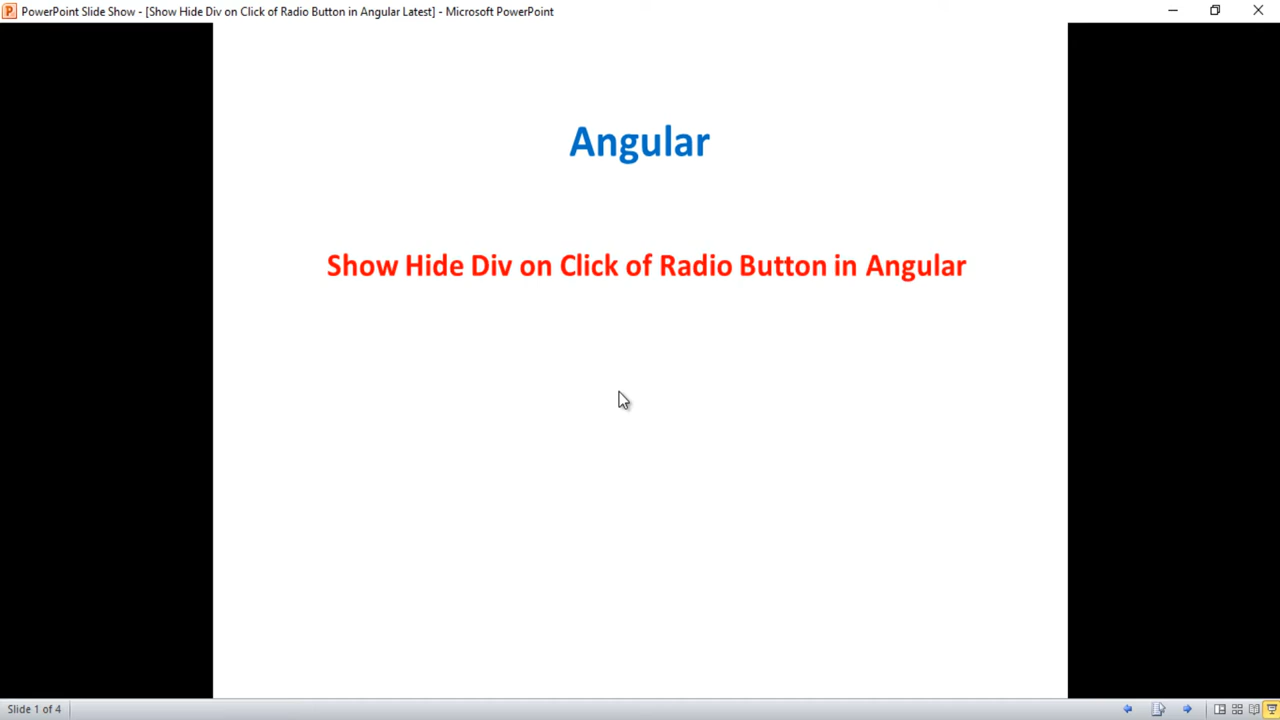 PowerPoint Slide Show - [Show Hide Div on Click of Radio Button in Angular Latest] - Microsoft PowerPoint
Angular
Show Hide Div on Click of Radio Button in Angular
Slide 1 of 4